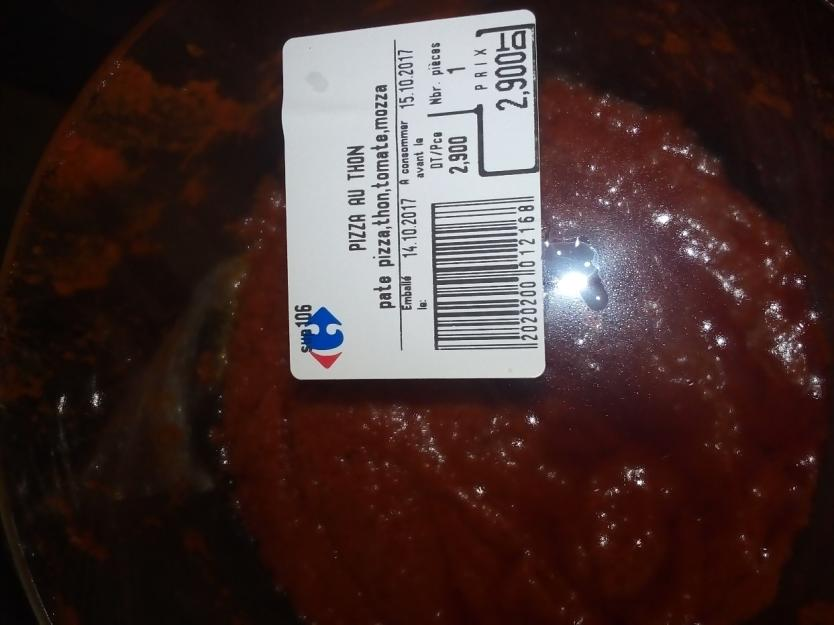 SUP106
PIZZA AU THON
pate pizza,thon,tomate,mozza
Emballé le: 14.10.2017 A consommer avant le 15.10.2017
DT/Pce Nbr. pièces
2,900 1
PRIX
2,900DT
2020200012168